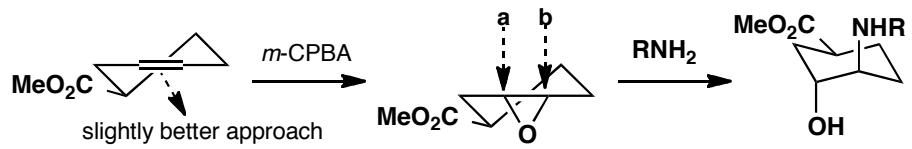 a b
MeO₂C
NHR
m-CPBA
RNH₂
MeO₂C
MeO₂C
O
slightly better approach
OH